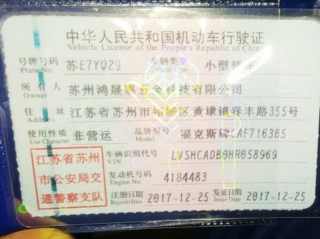 中华人民共和国机动车行驶证
Vehicle License of the People's Republic of China
号牌号码 苏E7YQ29 车辆类型 小型
Plate No.
所有人 苏州鸿晟 科技有限公司
Owner
住址 江苏省苏州市相城区黄埭镇春丰路355号
Address
使用性质 非营运 品牌型号 福克斯牌CAF7163B5
Use Character
江苏省苏州 车辆识别代号 LVSHCADB9HR058969
VIN
市公安局交 发动机号码 4184483
Engine No.
通警察支队 注册日期 2017-12-25 发证日期 2017-12-25